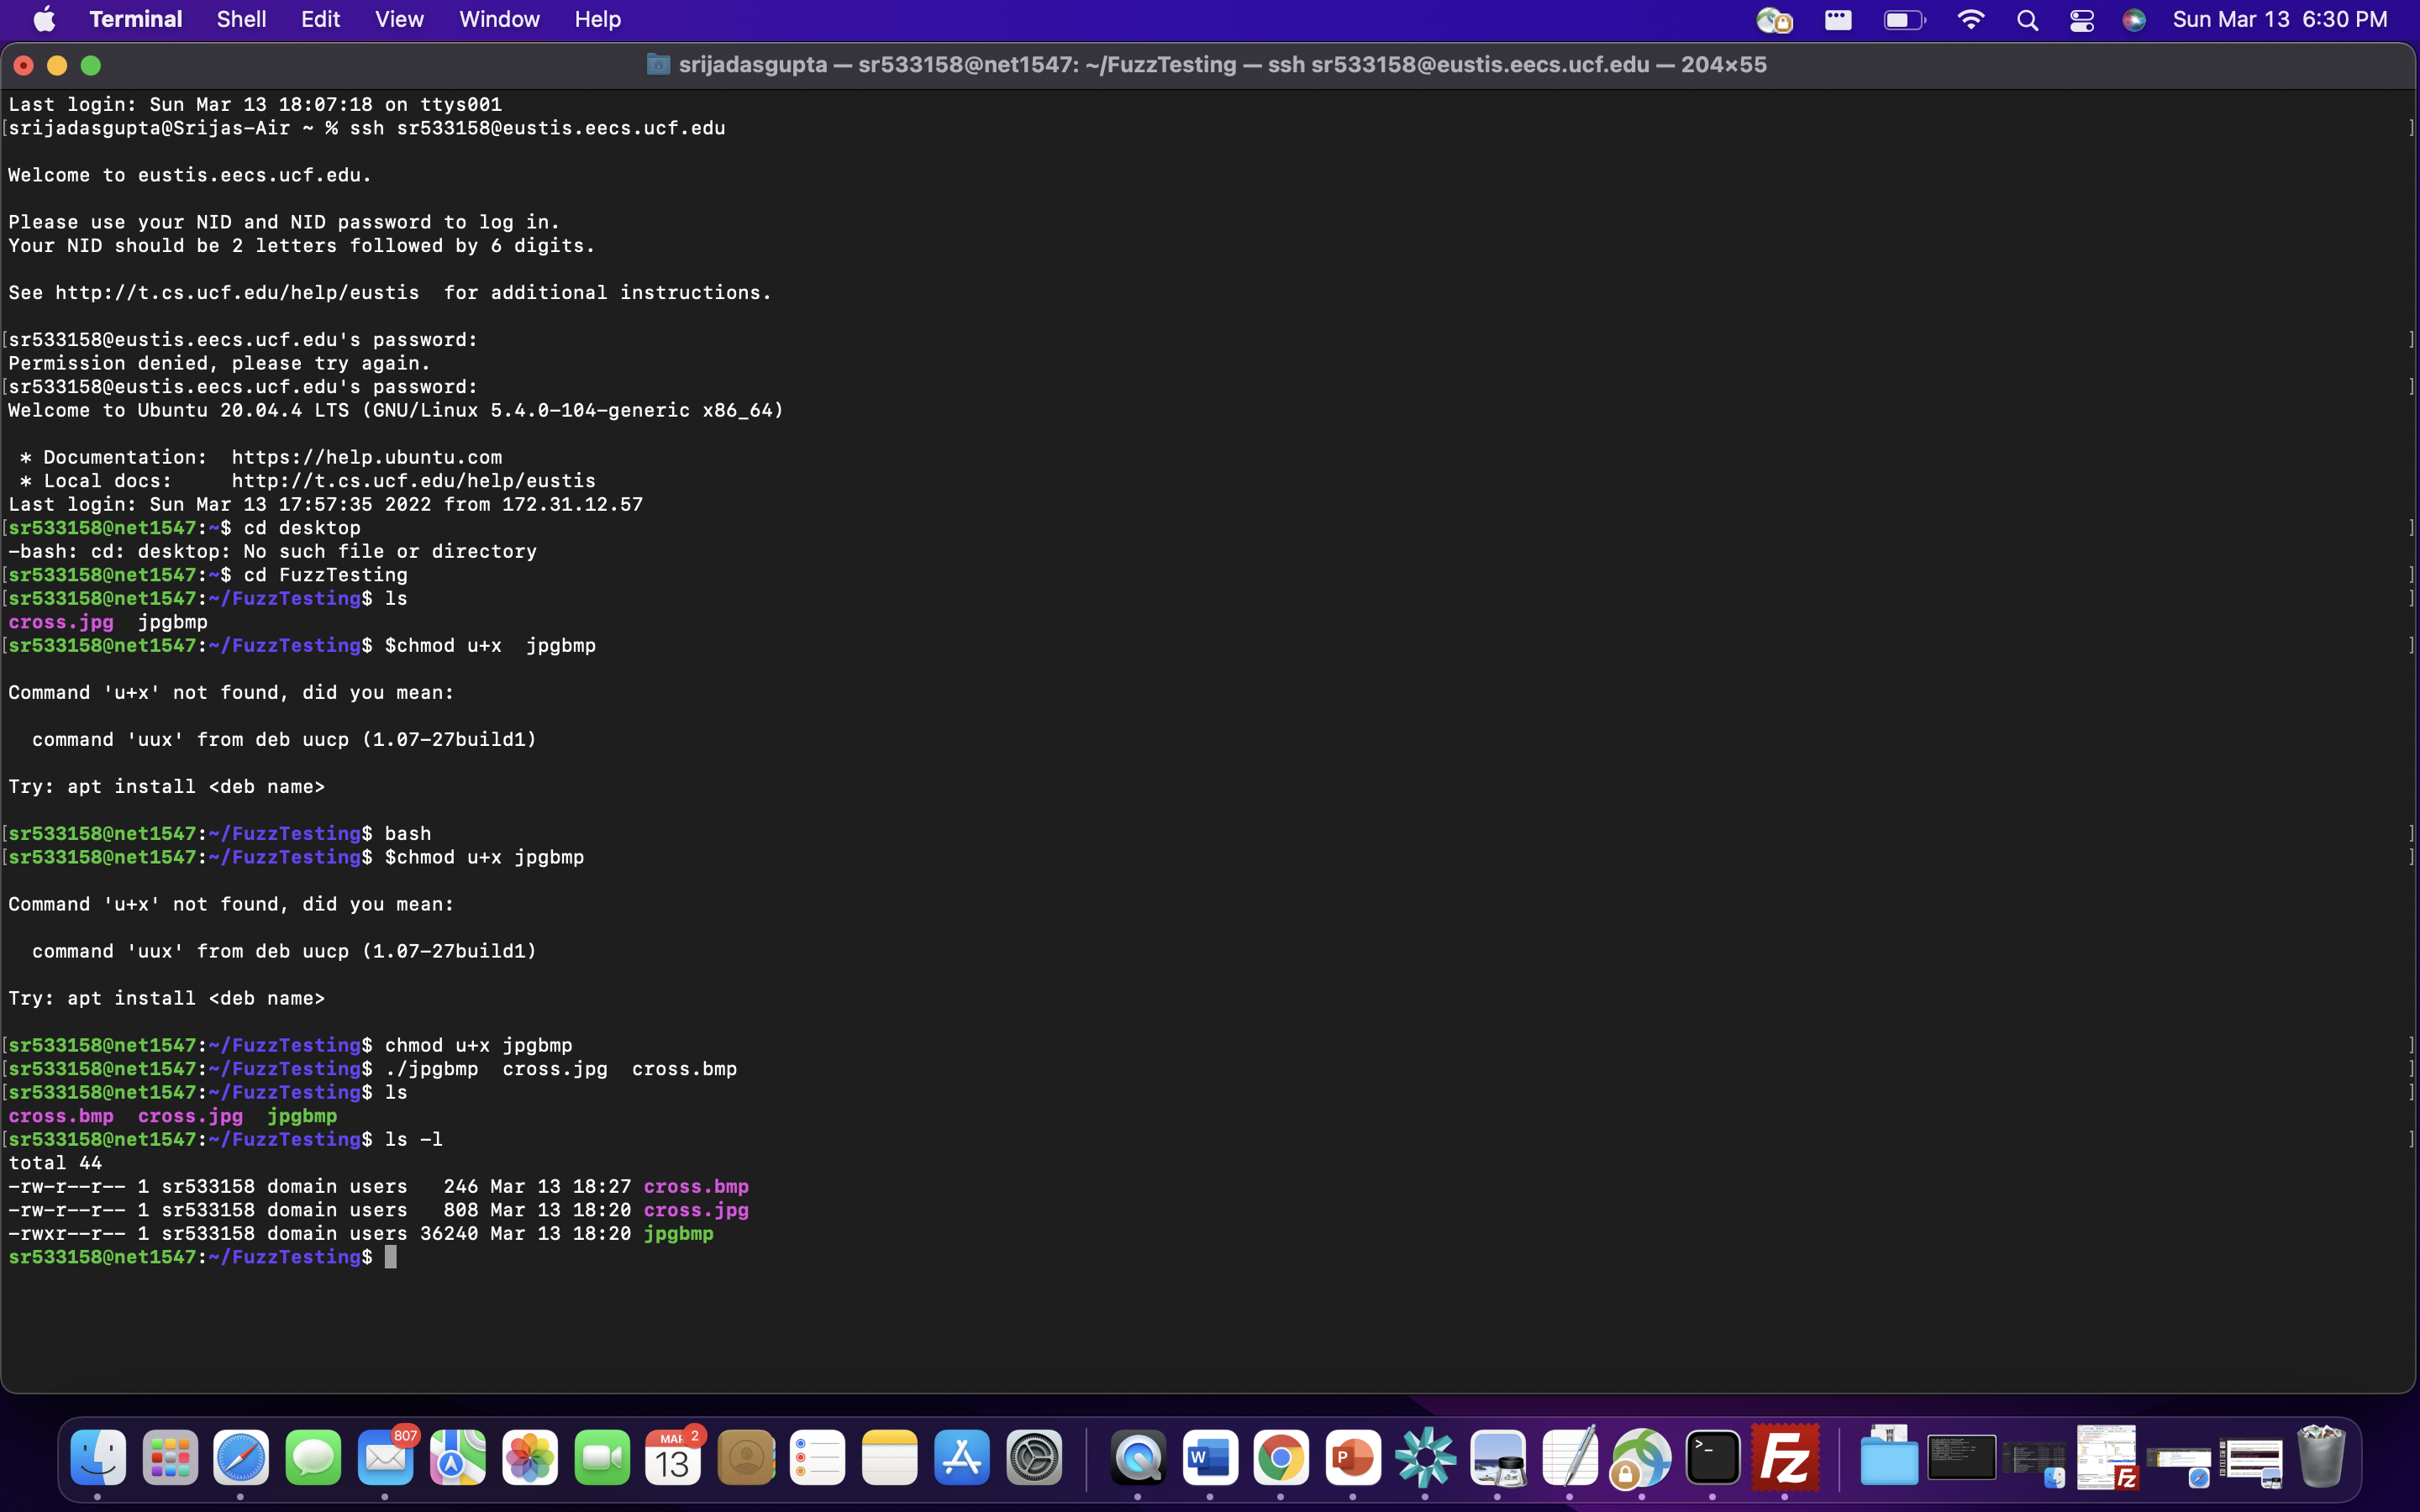 Terminal Shell Edit View Window Help Sun Mar 13 6:30 PM
srijadasgupta — sr533158@net1547: ~/FuzzTesting — ssh sr533158@eustis.eecs.ucf.edu — 204×55
Last login: Sun Mar 13 18:07:18 on ttys001
[srijadasgupta@Srijas-Air ~ % ssh sr533158@eustis.eecs.ucf.edu ]
Welcome to eustis.eecs.ucf.edu.
Please use your NID and NID password to log in.
Your NID should be 2 letters followed by 6 digits.
See http://t.cs.ucf.edu/help/eustis  for additional instructions.
[sr533158@eustis.eecs.ucf.edu's password: ]
Permission denied, please try again.
[sr533158@eustis.eecs.ucf.edu's password: ]
Welcome to Ubuntu 20.04.4 LTS (GNU/Linux 5.4.0-104-generic x86_64)
* Documentation:  https://help.ubuntu.com
* Local docs:     http://t.cs.ucf.edu/help/eustis
Last login: Sun Mar 13 17:57:35 2022 from 172.31.12.57
[sr533158@net1547:~$ cd desktop ]
-bash: cd: desktop: No such file or directory
[sr533158@net1547:~$ cd FuzzTesting ]
[sr533158@net1547:~/FuzzTesting$ ls ]
cross.jpg  jpgbmp
[sr533158@net1547:~/FuzzTesting$ $chmod u+x  jpgbmp ]
Command 'u+x' not found, did you mean:
command 'uux' from deb uucp (1.07-27build1)
Try: apt install <deb name>
[sr533158@net1547:~/FuzzTesting$ bash ]
[sr533158@net1547:~/FuzzTesting$ $chmod u+x jpgbmp ]
Command 'u+x' not found, did you mean:
command 'uux' from deb uucp (1.07-27build1)
Try: apt install <deb name>
[sr533158@net1547:~/FuzzTesting$ chmod u+x jpgbmp ]
[sr533158@net1547:~/FuzzTesting$ ./jpgbmp  cross.jpg  cross.bmp ]
[sr533158@net1547:~/FuzzTesting$ ls ]
cross.bmp  cross.jpg  jpgbmp
[sr533158@net1547:~/FuzzTesting$ ls -l ]
total 44
-rw-r--r-- 1 sr533158 domain users   246 Mar 13 18:27 cross.bmp
-rw-r--r-- 1 sr533158 domain users   808 Mar 13 18:20 cross.jpg
-rwxr--r-- 1 sr533158 domain users 36240 Mar 13 18:20 jpgbmp
sr533158@net1547:~/FuzzTesting$
807
MAR 2
13
W
P
>_
Fz
Fz